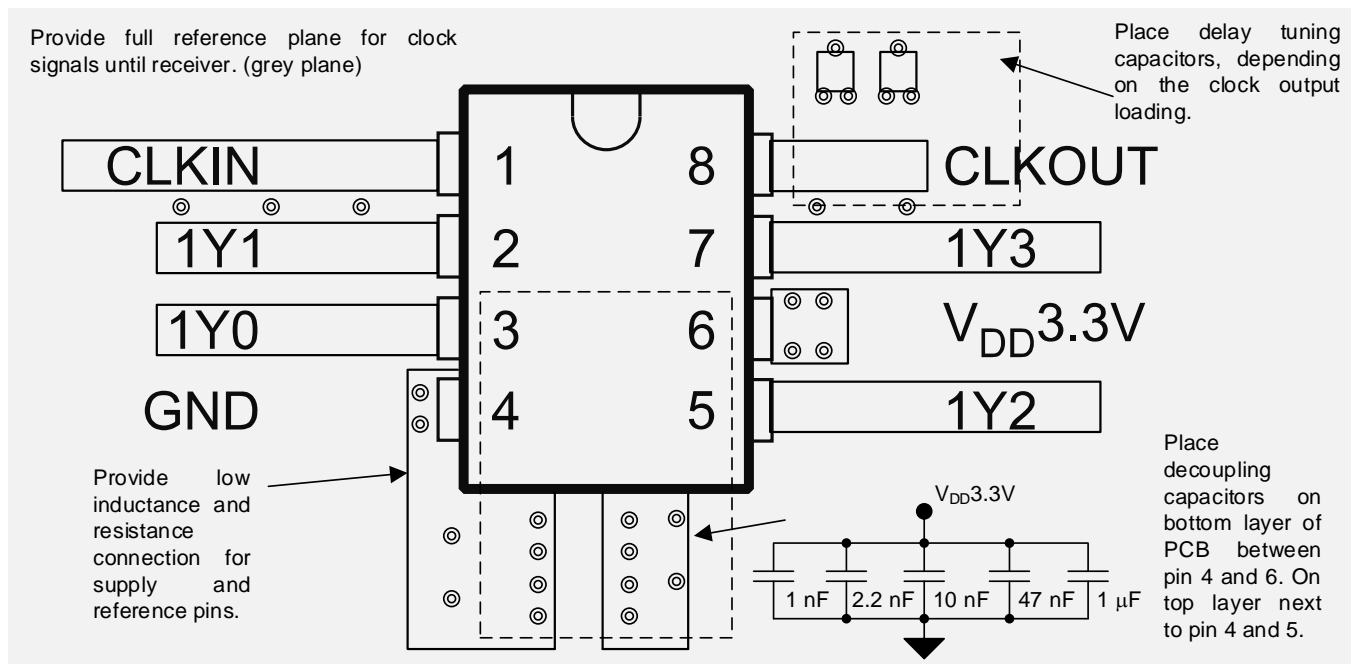 Provide full reference plane for clock
signals until receiver. (grey plane)
Place delay tuning
capacitors, depending
on the clock output
loading.
CLKIN
1
8
CLKOUT
1Y1
2
7
1Y3
1Y0
3
6
VDD3.3V
GND
4
5
1Y2
Provide low
inductance and
resistance
connection for
supply and
reference pins.
Place
decoupling
capacitors on
bottom layer of
PCB between
pin 4 and 6. On
top layer next
to pin 4 and 5.
VDD3.3V
1 nF
2.2 nF
10 nF
47 nF
1 μF